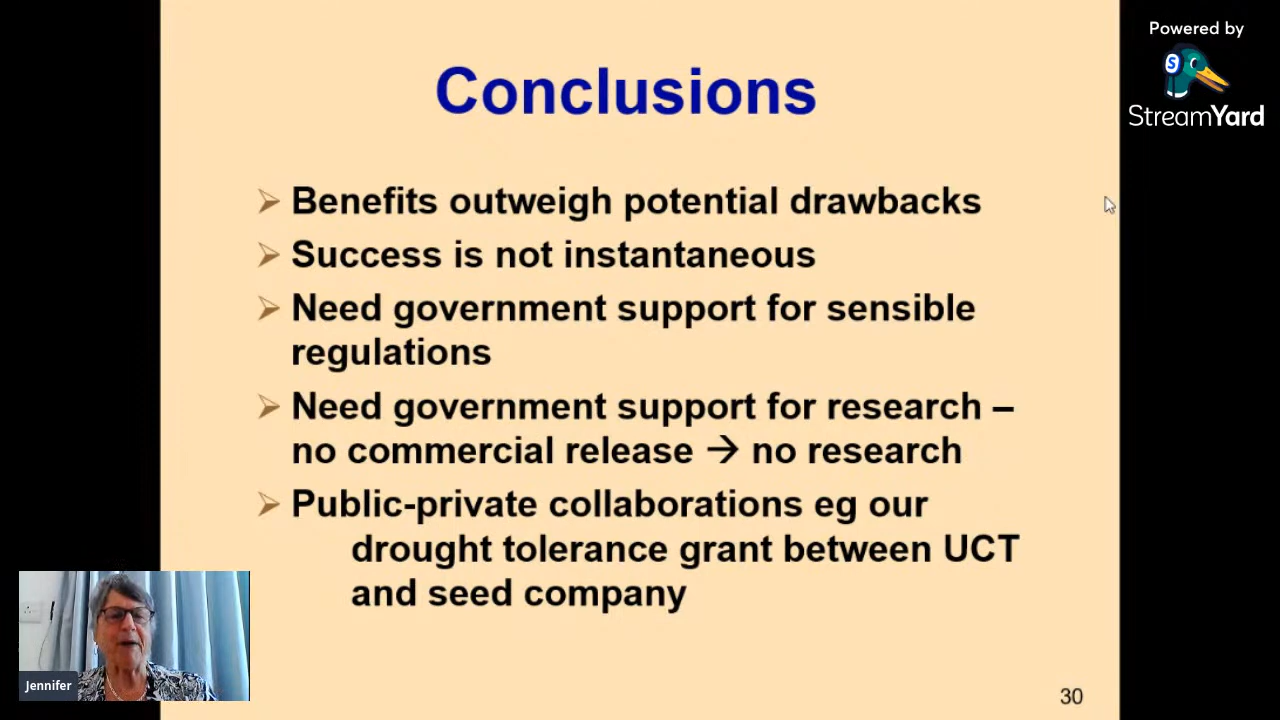 Powered by
S
StreamYard
Conclusions
Benefits outweigh potential drawbacks
Success is not instantaneous
Need government support for sensible
regulations
Need government support for research –
no commercial release → no research
Public-private collaborations eg our
drought tolerance grant between UCT
and seed company
Jennifer
30